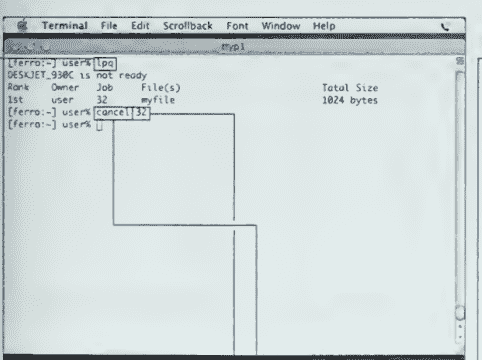 Terminal File Edit Scrollback Font Window Help
myp1
[ferro:~] user% lpq
DESKJET_930C is not ready
Rank Owner Job File(s) Total Size
1st user 32 myfile 1024 bytes
[ferro:~] user% cancel 32
[ferro:~] user%